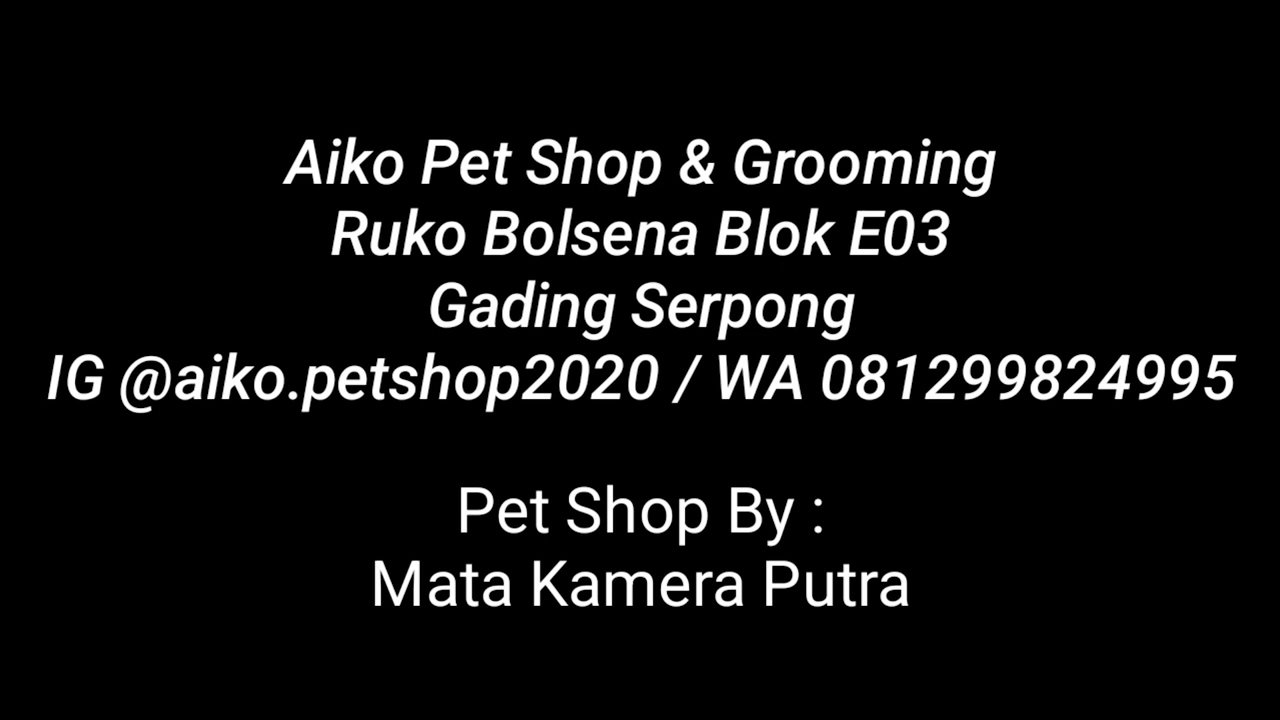 Aiko Pet Shop & Grooming
Ruko Bolsena Blok E03
Gading Serpong
IG @aiko.petshop2020 / WA 081299824995
Pet Shop By :
Mata Kamera Putra